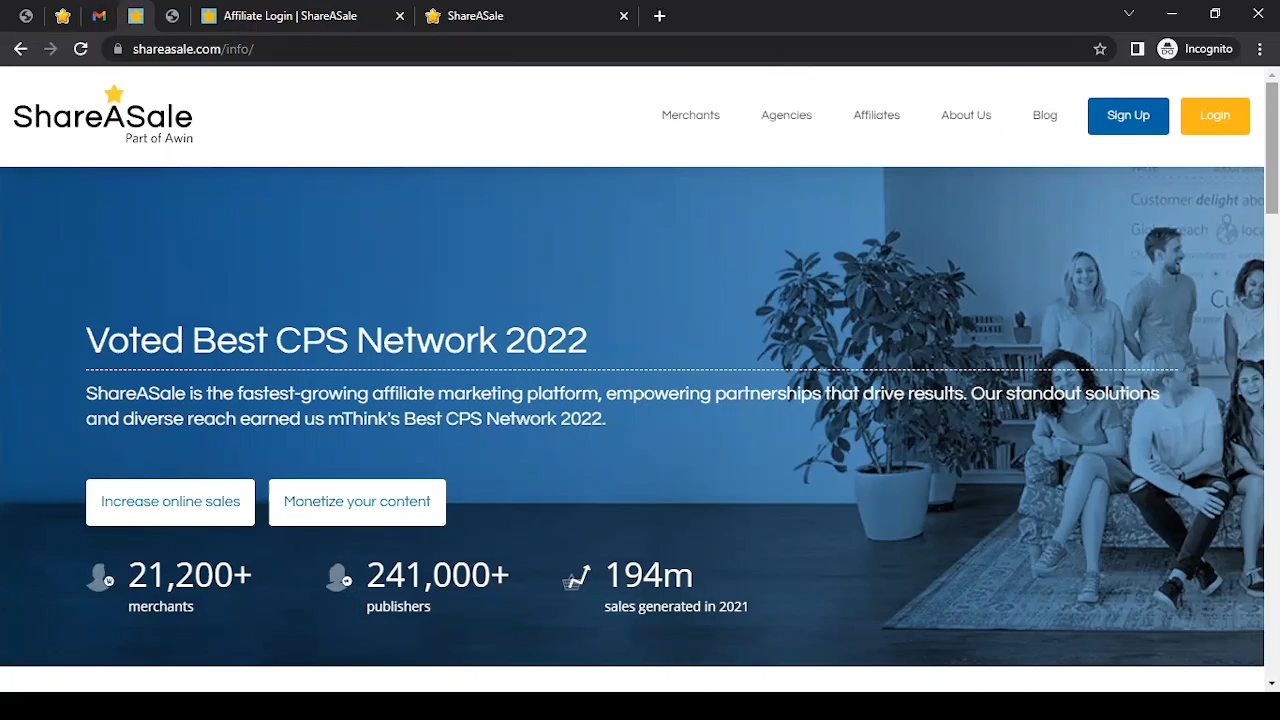 Affiliate Login | ShareASale
ShareASale
shareasale.com/info/
Incognito
ShareASale
Part of Awin
Merchants
Agencies
Affiliates
About Us
Blog
Sign Up
Login
Customer delight
Voted Best CPS Network 2022
ShareASale is the fastest-growing affiliate marketing platform, empowering partnerships that drive results. Our standout solutions
and diverse reach earned us mThink's Best CPS Network 2022.
Increase online sales
Monetize your content
21,200+
merchants
241,000+
publishers
194m
sales generated in 2021